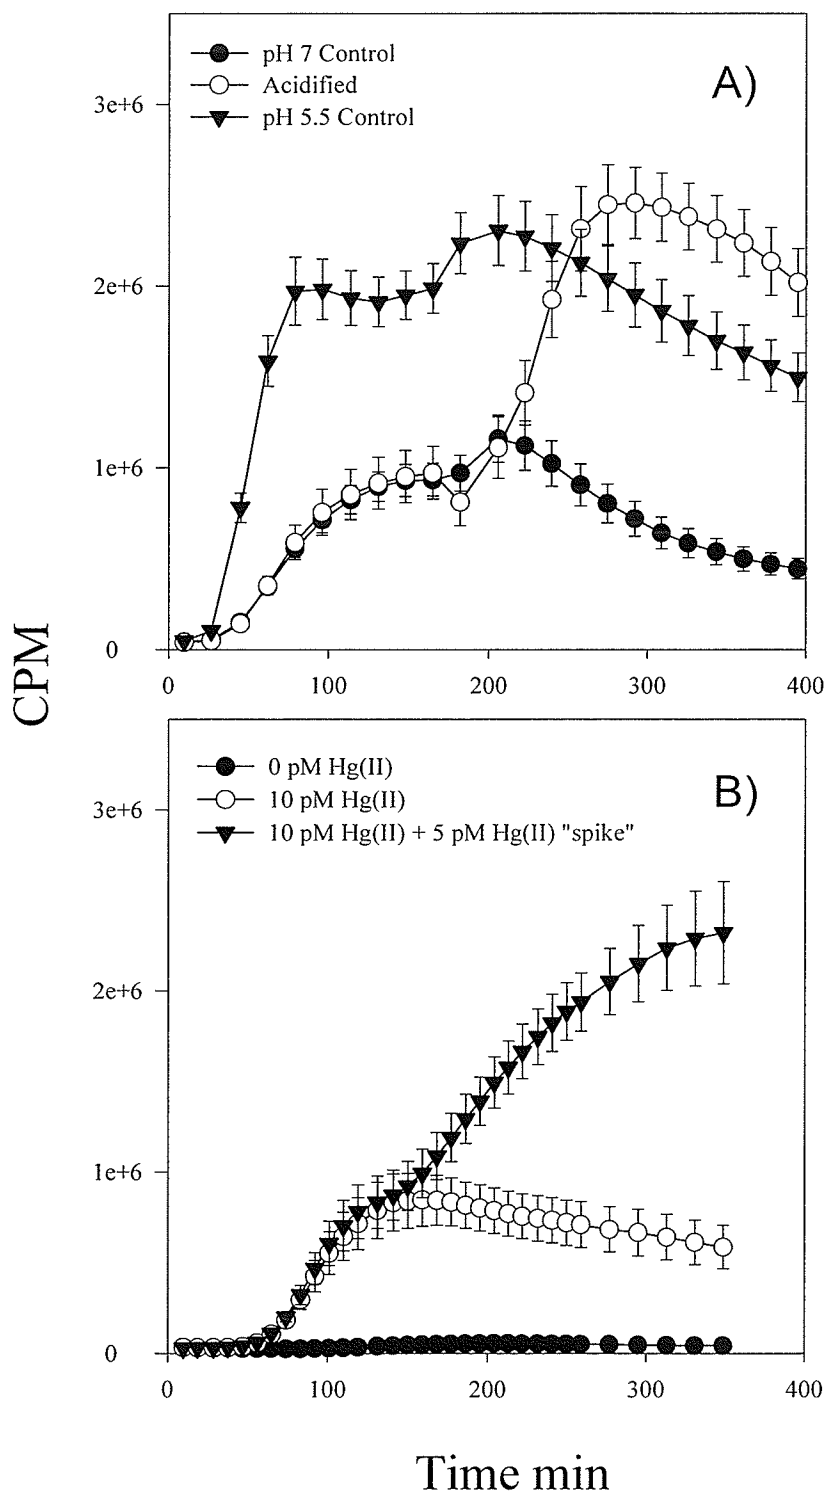 pH 7 Control
Acidified
pH 5.5 Control
A)
3e+6
2e+6
1e+6
0
0 100 200 300 400
CPM
0 pM Hg(II)
10 pM Hg(II)
10 pM Hg(II) + 5 pM Hg(II) "spike"
B)
3e+6
2e+6
1e+6
0
0 100 200 300 400
Time min